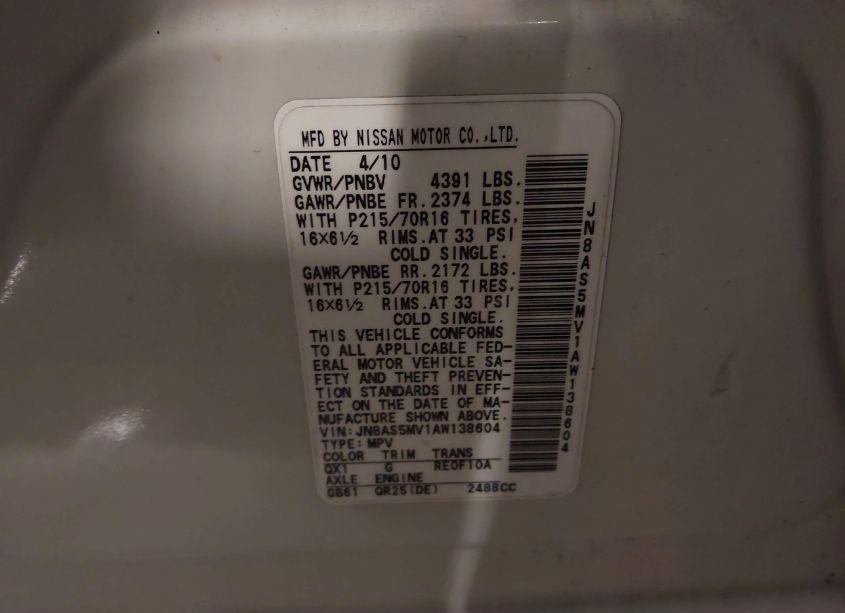 MFD BY NISSAN MOTOR CO.,LTD.
DATE 4/10
GVWR/PNBV 4391 LBS.
GAWR/PNBE FR. 2374 LBS.
WITH P215/70R16 TIRES,
16X6½ RIMS. AT 33 PSI
COLD SINGLE.
GAWR/PNBE RR. 2172 LBS.
WITH P215/70R16 TIRES,
16X6½ RIMS. AT 33 PSI
COLD SINGLE.
THIS VEHICLE CONFORMS
TO ALL APPLICABLE FED-
ERAL MOTOR VEHICLE SA-
FETY AND THEFT PREVEN-
TION STANDARDS IN EFF-
ECT ON THE DATE OF MA-
NUFACTURE SHOWN ABOVE.
VIN: JN8AS5MV1AW138604
TYPE: MPV
COLOR TRIM TRANS
QX1 G RE0F10A
AXLE ENGINE
GB61 QR25(DE) 2488CC
JN8AS5MV1AW138604